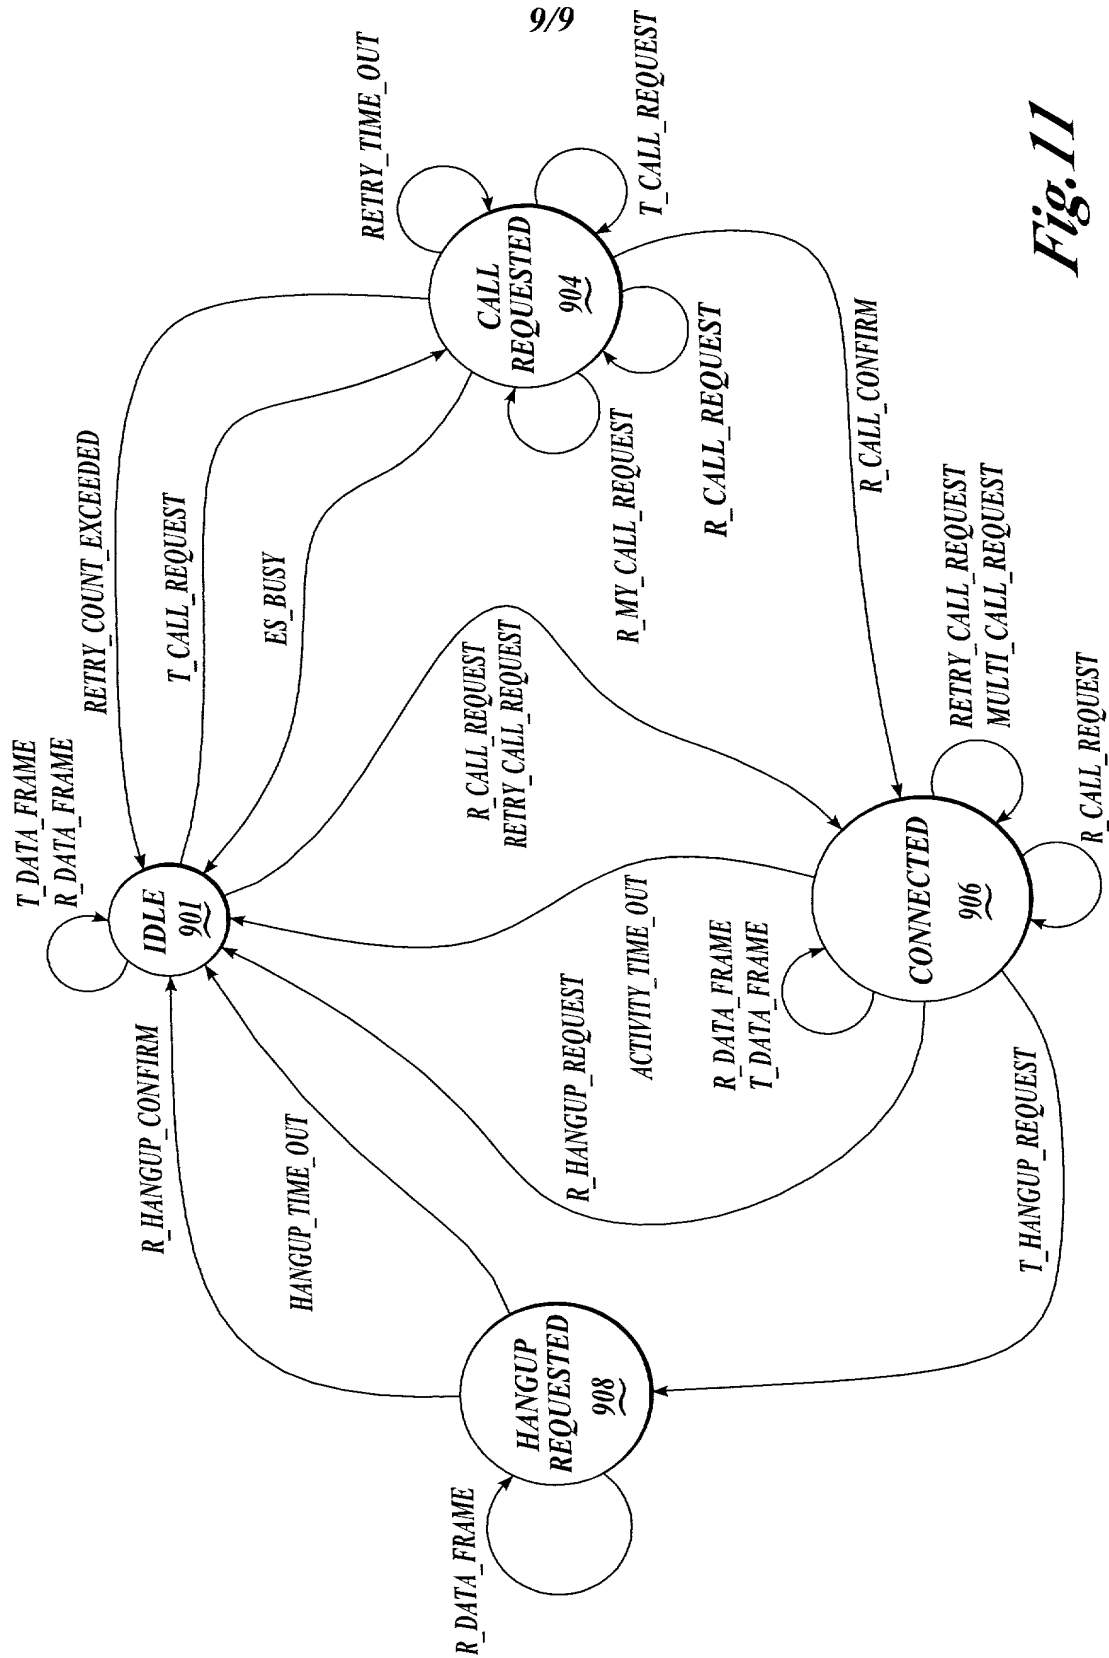 9/9
RETRY_TIME_OUT
T_CALL_REQUEST
CALL
REQUESTED
904
RETRY_COUNT_EXCEEDED
T_CALL_REQUEST
ES_BUSY
R_MY_CALL_REQUEST
R_CALL_REQUEST
R_CALL_CONFIRM
T_DATA_FRAME
R_DATA_FRAME
IDLE
901
R_CALL_REQUEST
RETRY_CALL_REQUEST
RETRY_CALL_REQUEST
MULTI_CALL_REQUEST
R_CALL_REQUEST
CONNECTED
906
R_DATA_FRAME
T_DATA_FRAME
ACTIVITY_TIME_OUT
R_HANGUP_REQUEST
R_HANGUP_CONFIRM
HANGUP_TIME_OUT
T_HANGUP_REQUEST
HANGUP
REQUESTED
908
R_DATA_FRAME
Fig.11